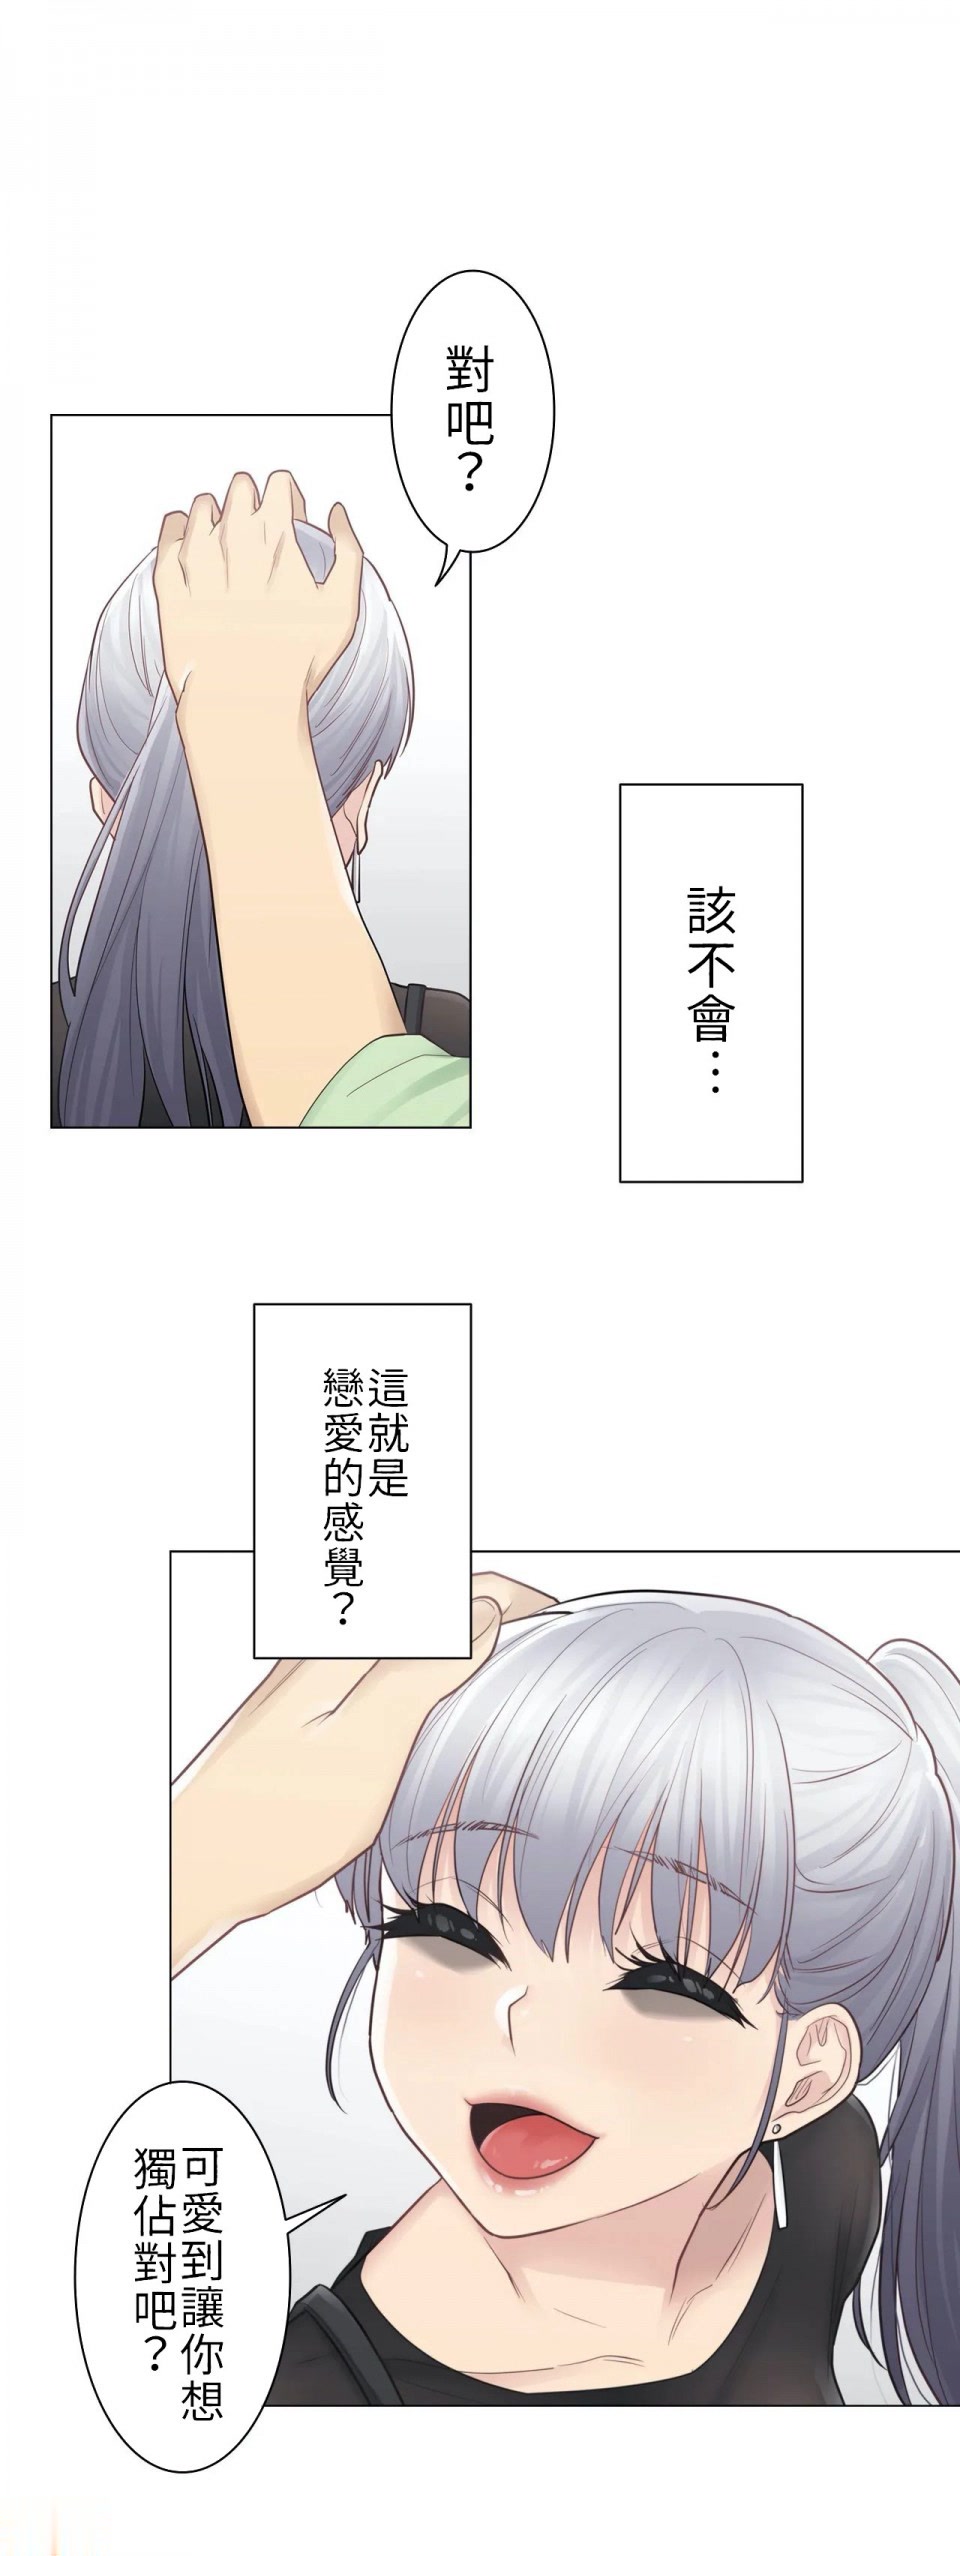 對吧？
該不會…
這就是
戀愛的感覺？
可愛到讓你想
獨佔對吧？